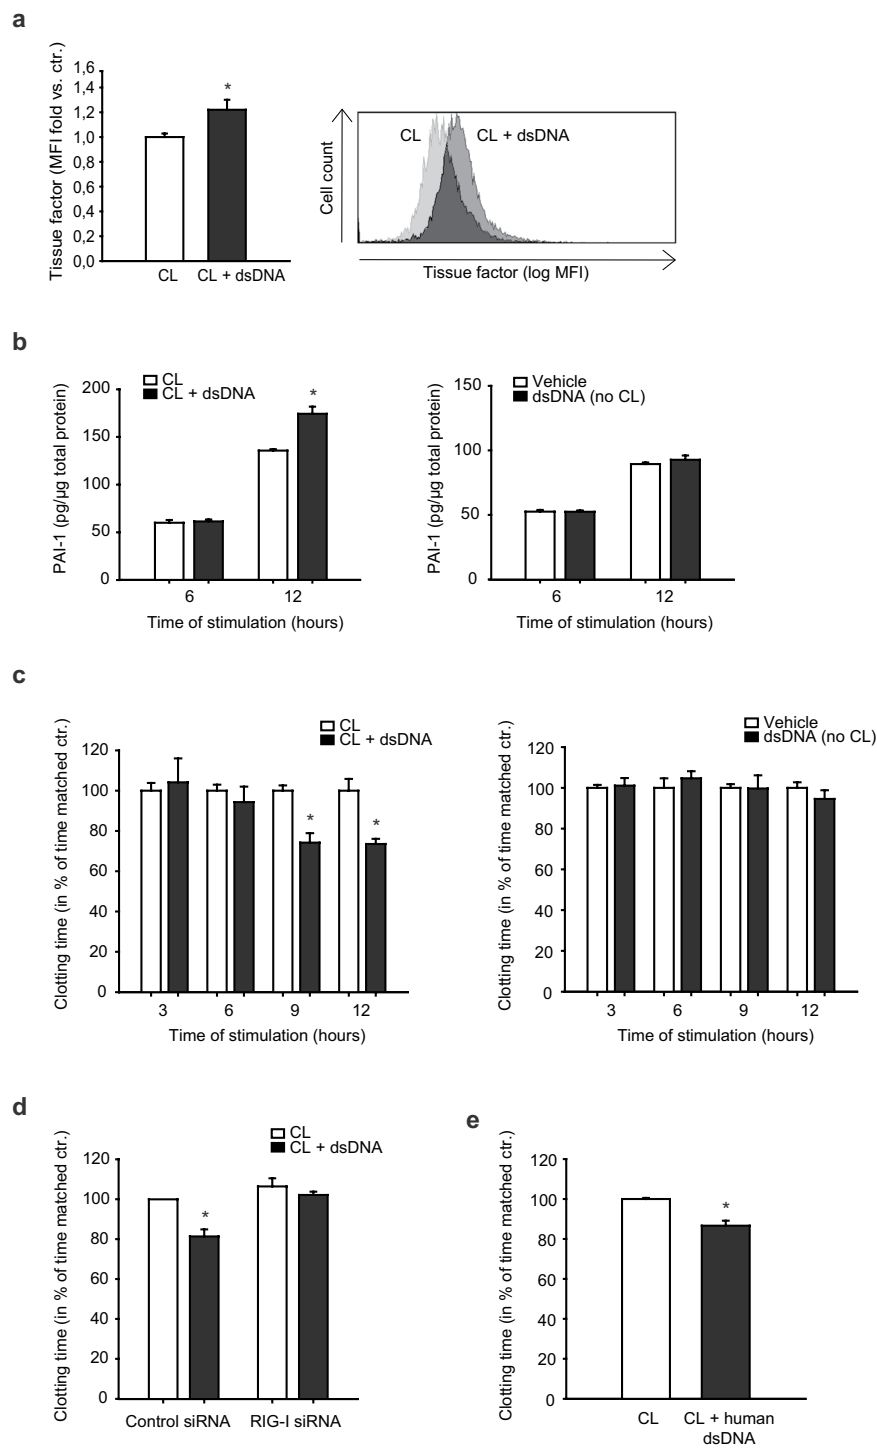 a
Tissue factor (MFI fold vs. ctr.)
1,6
1,4
1,2
1,0
0,8
0,6
0,4
0,2
0,0
*
CL
CL + dsDNA
Cell count
CL
CL + dsDNA
Tissue factor (log MFI)
b
PAI-1 (pg/µg total protein)
CL
CL + dsDNA
200
150
100
50
0
*
6
12
Time of stimulation (hours)
PAI-1 (pg/µg total protein)
Vehicle
dsDNA (no CL)
150
100
50
0
6
12
Time of stimulation (hours)
c
Clotting time (in % of time matched ctr.)
CL
CL + dsDNA
120
100
80
60
40
20
0
*
*
3
6
9
12
Time of stimulation (hours)
Clotting time (in % of time matched ctr.)
Vehicle
dsDNA (no CL)
120
100
80
60
40
20
0
3
6
9
12
Time of stimulation (hours)
d
Clotting time (in % of time matched ctr.)
CL
CL + dsDNA
120
100
80
60
40
20
0
*
Control siRNA
RIG-I siRNA
e
Clotting time (in % of time matched ctr.)
120
100
80
60
40
20
0
*
CL
CL + human
dsDNA